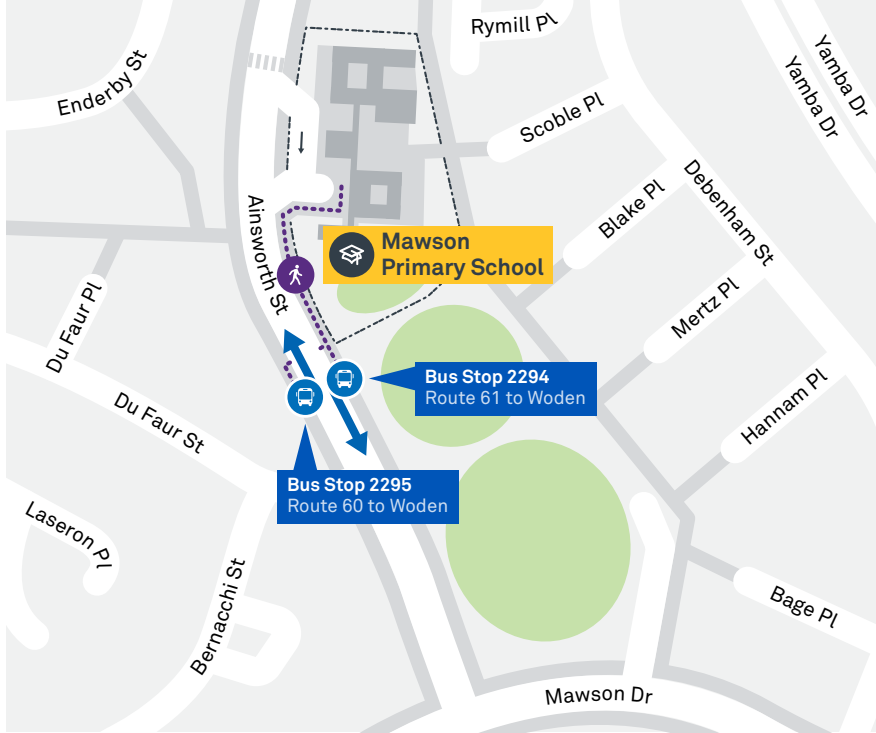 Rymill Pl
Yamba Dr
Yamba Dr
Enderby St
Scoble Pl
Debenham St
Blake Pl
Ainsworth St
Mawson
Primary School
Mertz Pl
Du Faur Pl
Bus Stop 2294
Route 61 to Woden
Hannam Pl
Du Faur St
Bus Stop 2295
Route 60 to Woden
Laseron Pl
Bernacchi St
Bage Pl
Mawson Dr